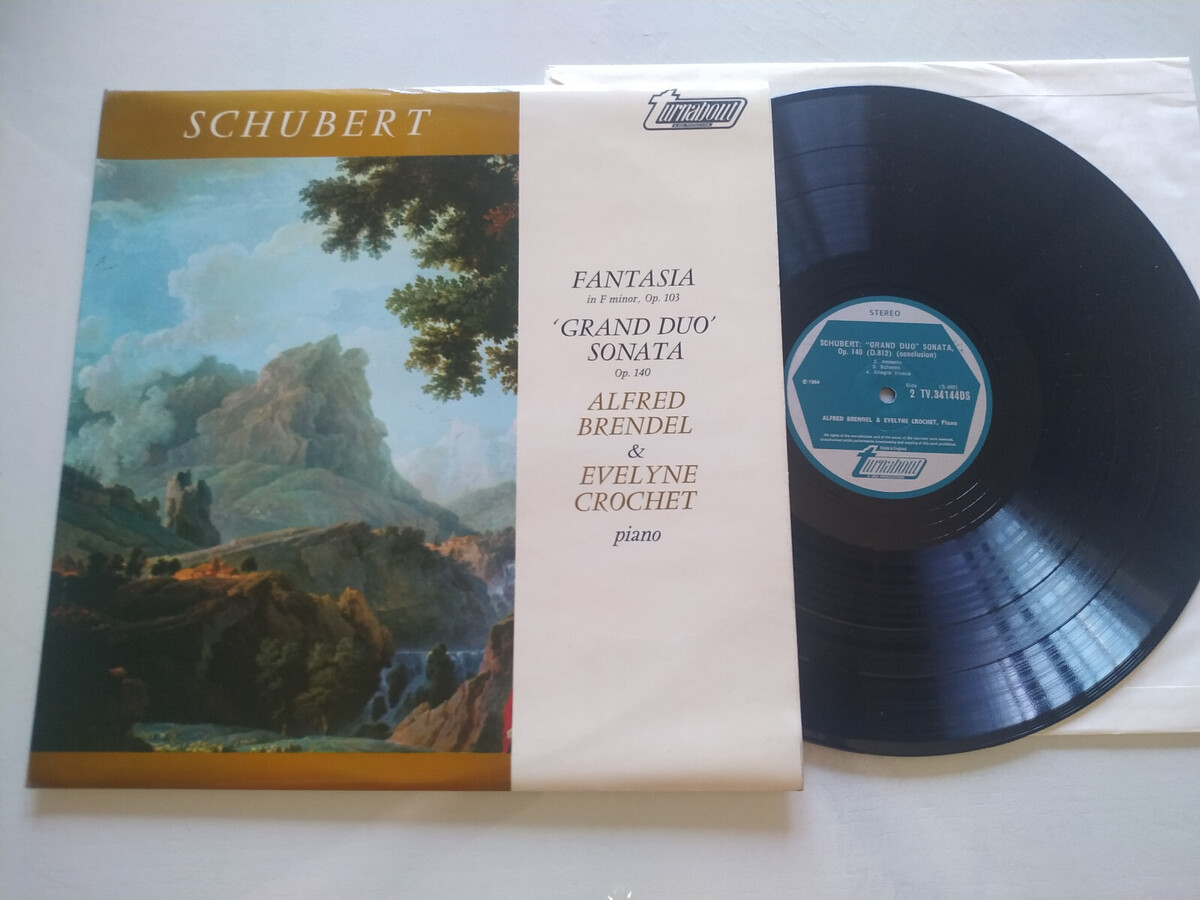 SCHUBERT
turnabout
FANTASIA
in F minor, Op. 103
'GRAND DUO'
SONATA
Op. 140
ALFRED
BRENDEL
&
EVELYNE
CROCHET
piano
STEREO
SCHUBERT: "GRAND DUO" SONATA,
Op. 140 (D.812) (conclusion)
2. Andante
3. Scherzo
4. Allegro Vivace
Ⓟ 1964
Side
2 TV.34144DS
ALFRED BRENDEL & EVELYNE CROCHET, Piano
turnabout